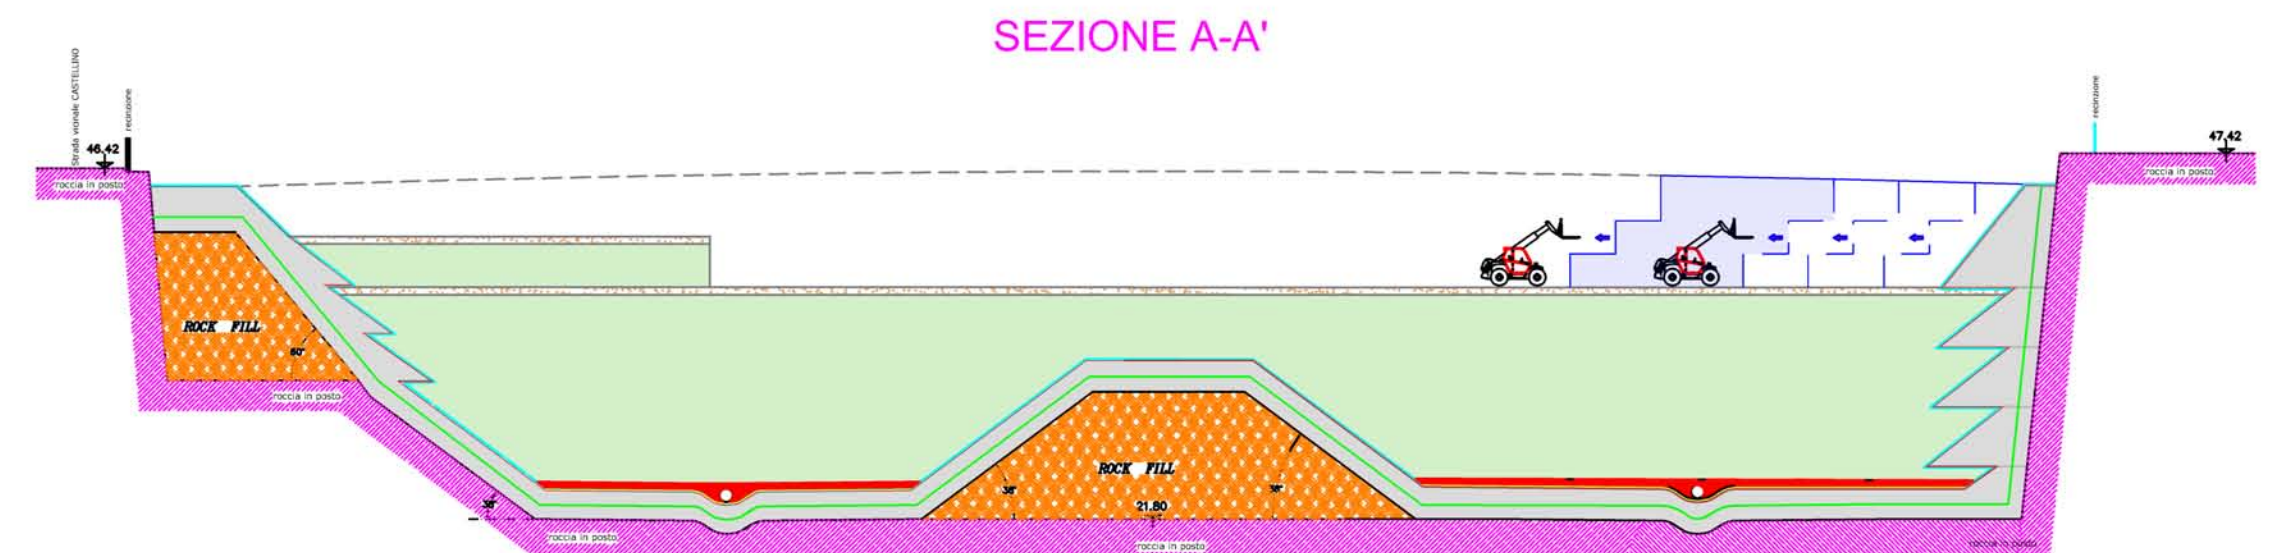 SEZIONE A-A'
Strada vicinale CASTELLINO
recinzione
recinzione
46.42
47.42
roccia in posto
roccia in posto
ROCK FILL
60°
roccia in posto
ROCK FILL
38°
38°
38°
21.80
roccia in posto
roccia in posto
roccia in posto